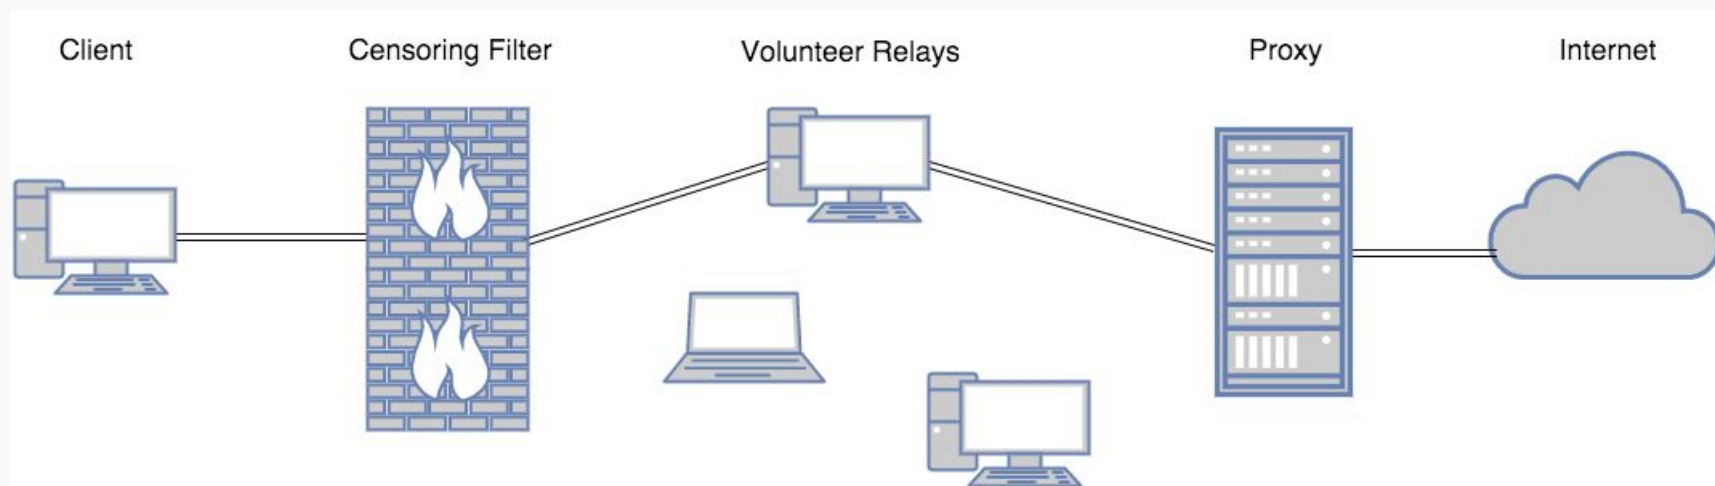 Client
Censoring Filter
Volunteer Relays
Proxy
Internet